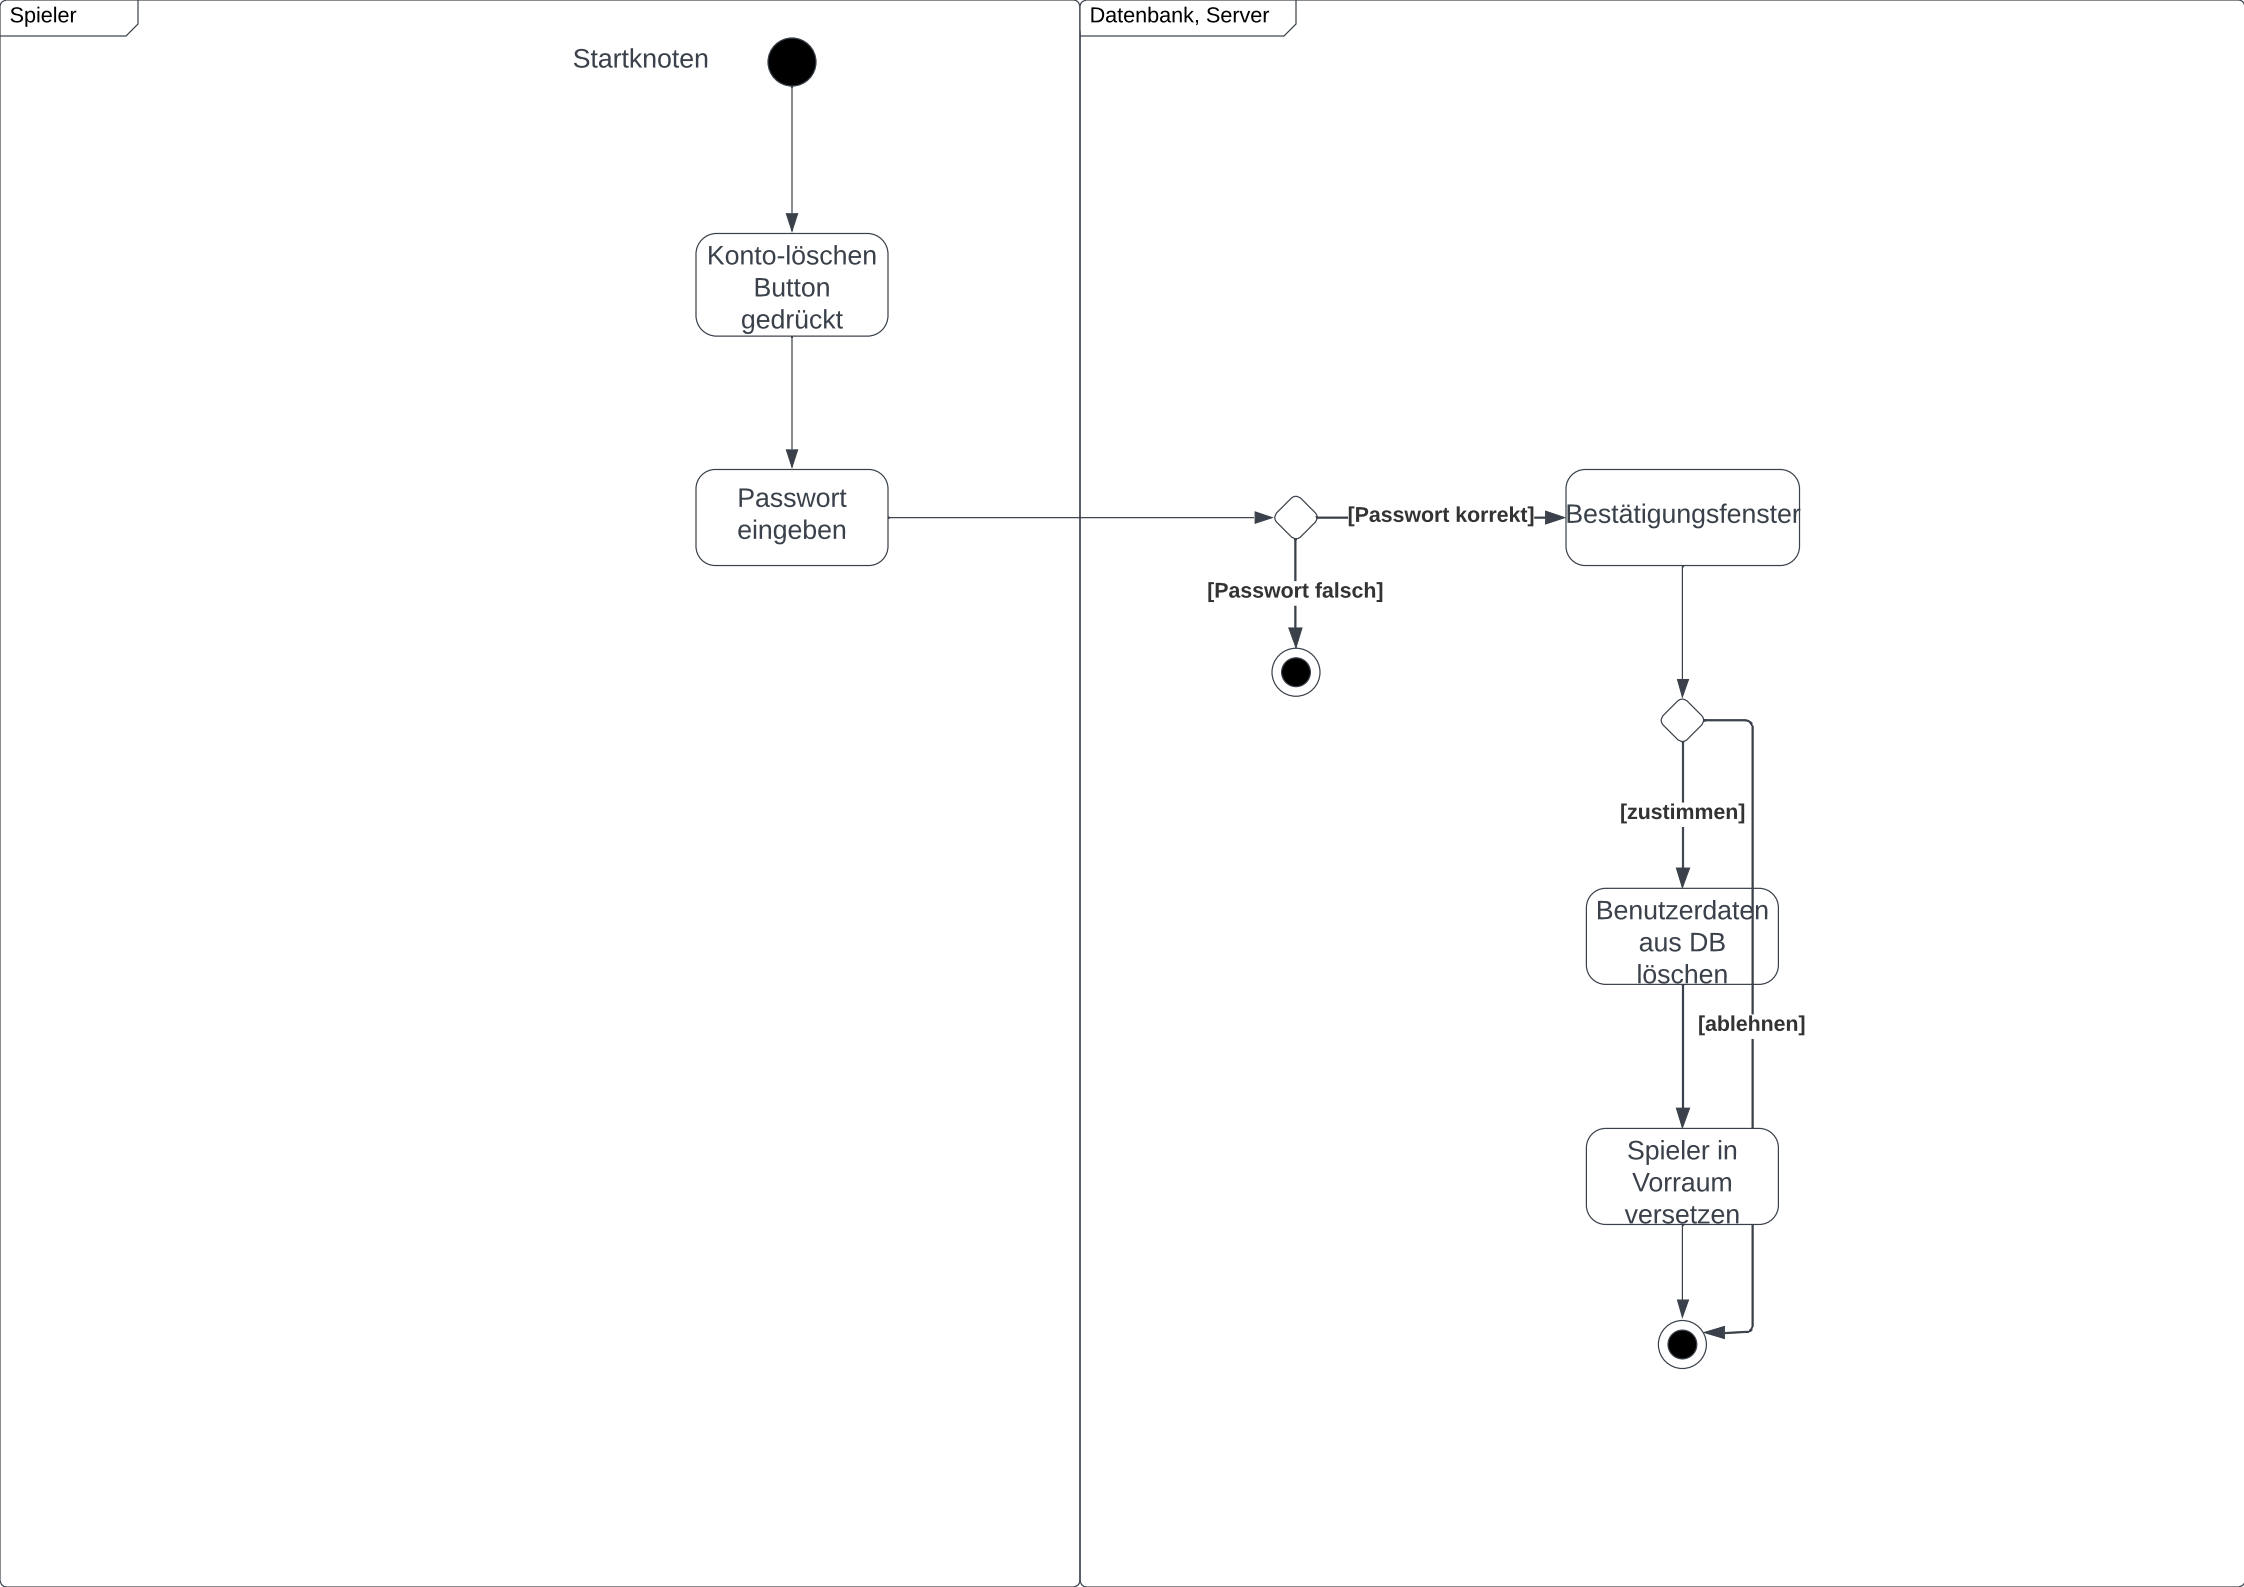 Spieler
Datenbank, Server
Startknoten
Konto-löschen
Button
gedrückt
Passwort
eingeben
[Passwort korrekt]
Bestätigungsfenster
[Passwort falsch]
[zustimmen]
Benutzerdaten
aus DB
löschen
[ablehnen]
Spieler in
Vorraum
versetzen